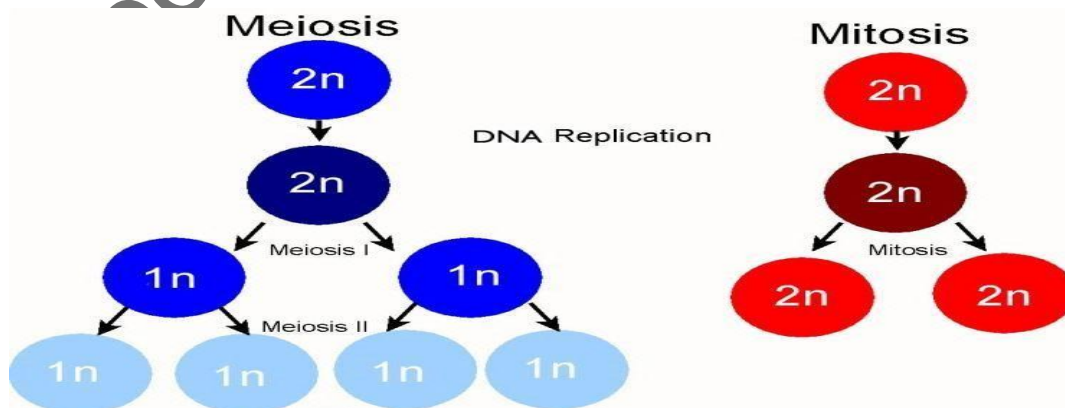 Meiosis
2n
DNA Replication
2n
Meiosis I
1n 1n
Meiosis II
1n 1n 1n 1n
Mitosis
2n
2n
Mitosis
2n 2n